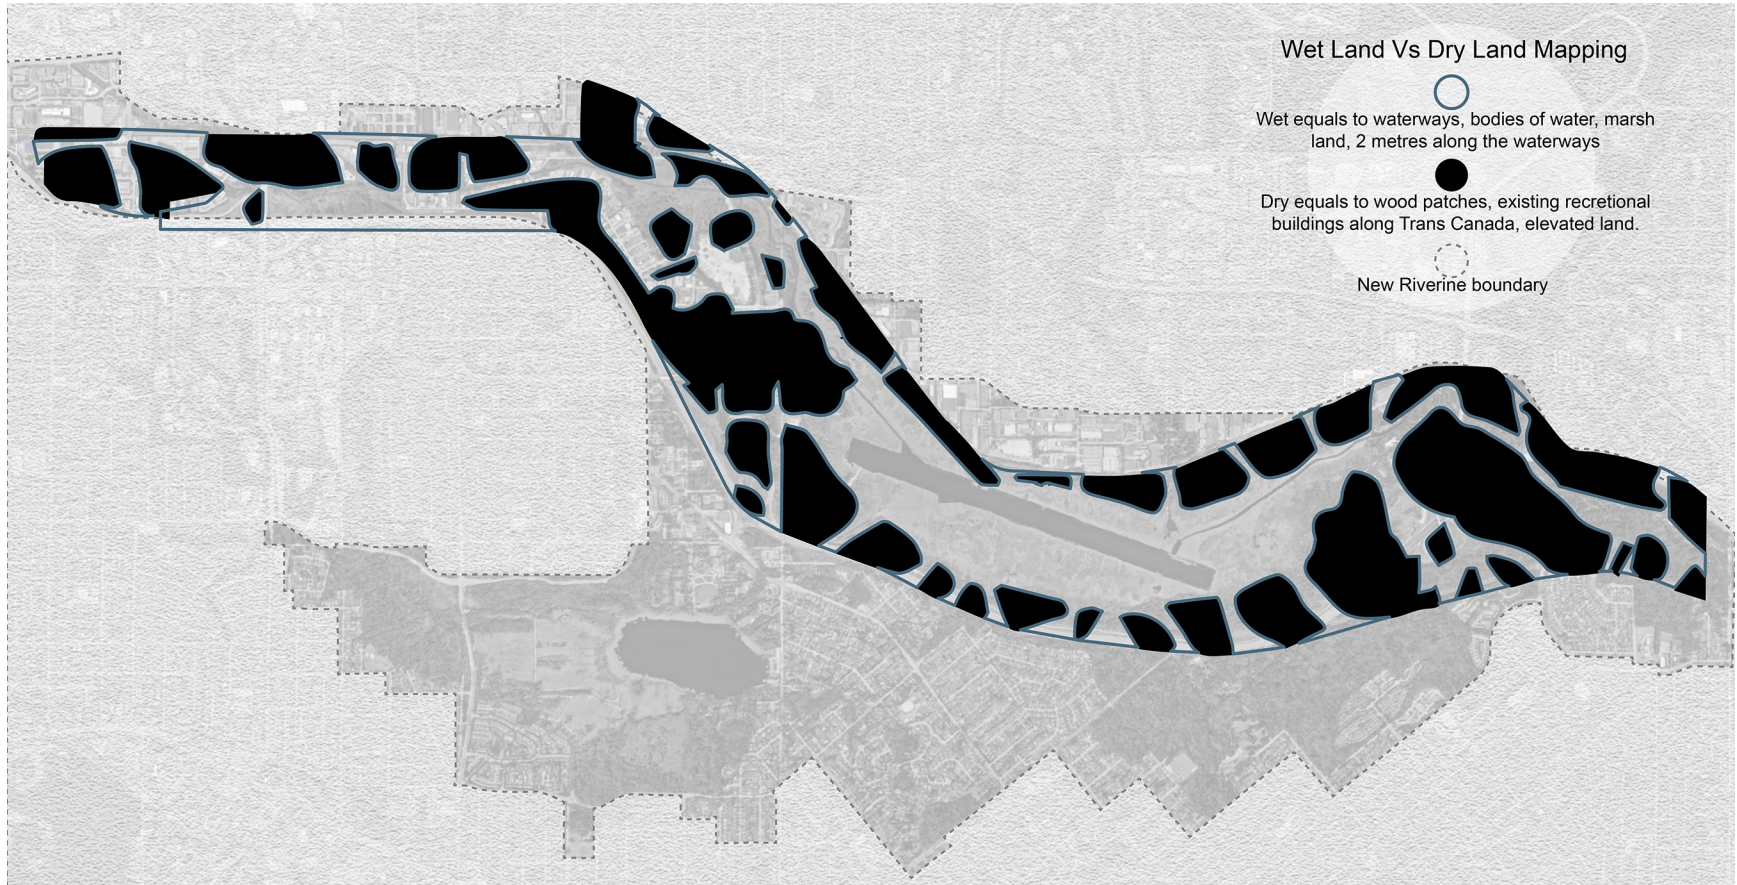 Wet Land Vs Dry Land Mapping
Wet equals to waterways, bodies of water, marsh
land, 2 metres along the waterways
Dry equals to wood patches, existing recretional
buildings along Trans Canada, elevated land.
New Riverine boundary